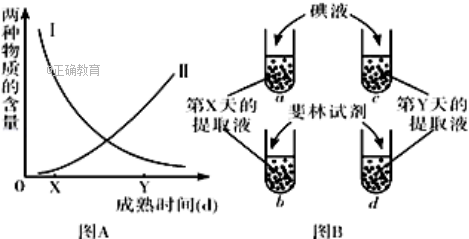 两种物质的含量
I
II
©正确教育
O X Y
成熟时间(d)
图A
碘液
a c
第X天的
提取液
斐林试剂
第Y天的
提取液
b d
图B